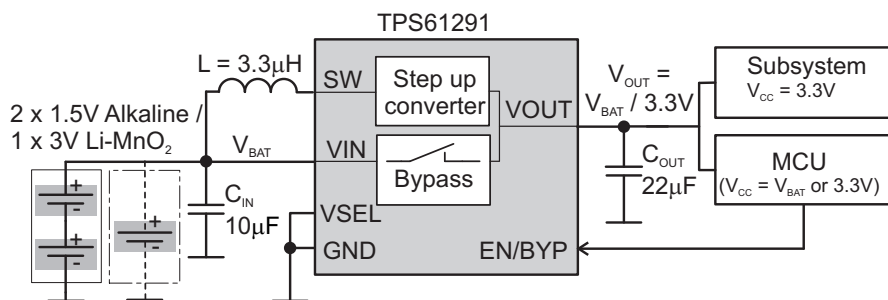 TPS61291
L = 3.3µH
SW
Step up
converter
VOUT
V_OUT =
V_BAT / 3.3V
Subsystem
V_CC = 3.3V
2 x 1.5V Alkaline /
1 x 3V Li-MnO₂
V_BAT
VIN
Bypass
C_IN
10µF
C_OUT
22µF
MCU
(V_CC = V_BAT or 3.3V)
VSEL
GND
EN/BYP
+
+
+